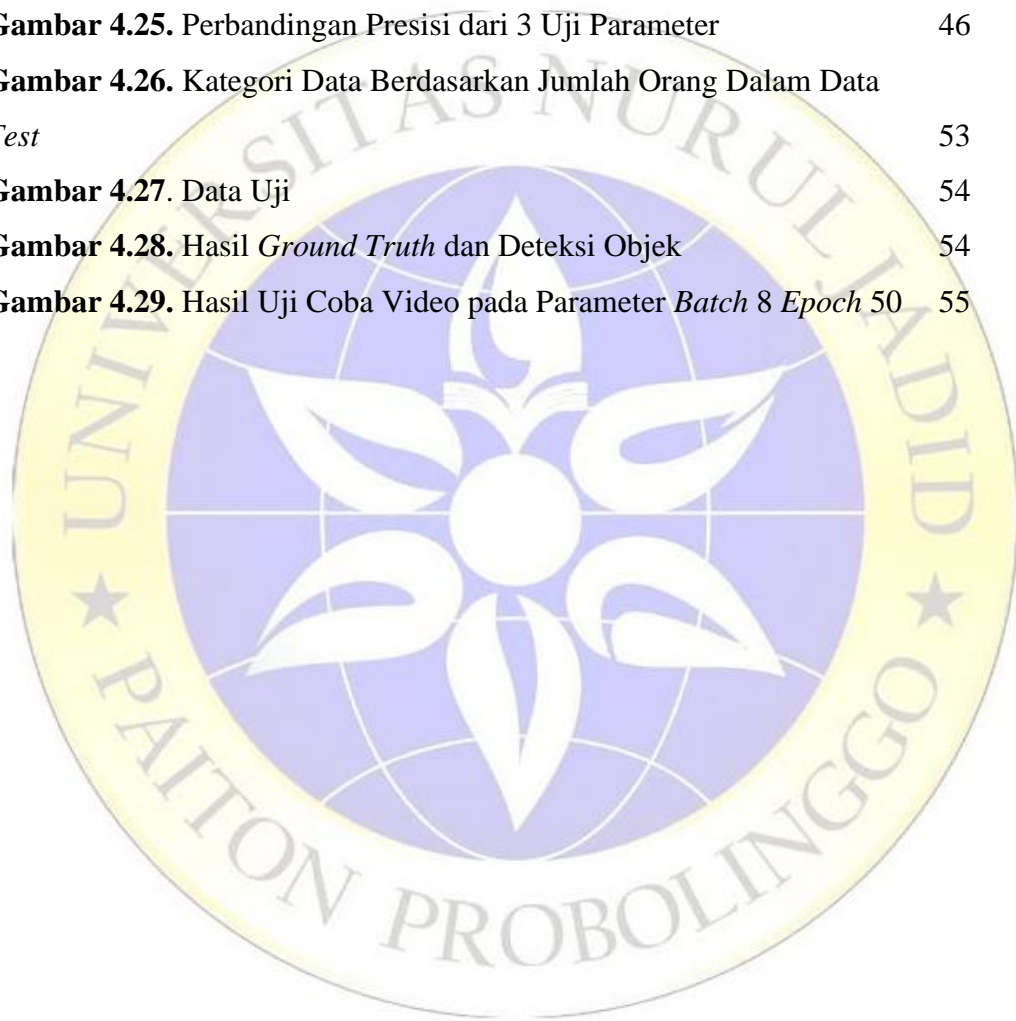 Gambar 4.25. Perbandingan Presisi dari 3 Uji Parameter 46
Gambar 4.26. Kategori Data Berdasarkan Jumlah Orang Dalam Data
Test 53
Gambar 4.27. Data Uji 54
Gambar 4.28. Hasil Ground Truth dan Deteksi Objek 54
Gambar 4.29. Hasil Uji Coba Video pada Parameter Batch 8 Epoch 50 55
UNIVERSITAS NURUL JADID
PAITON PROBOLINGGO